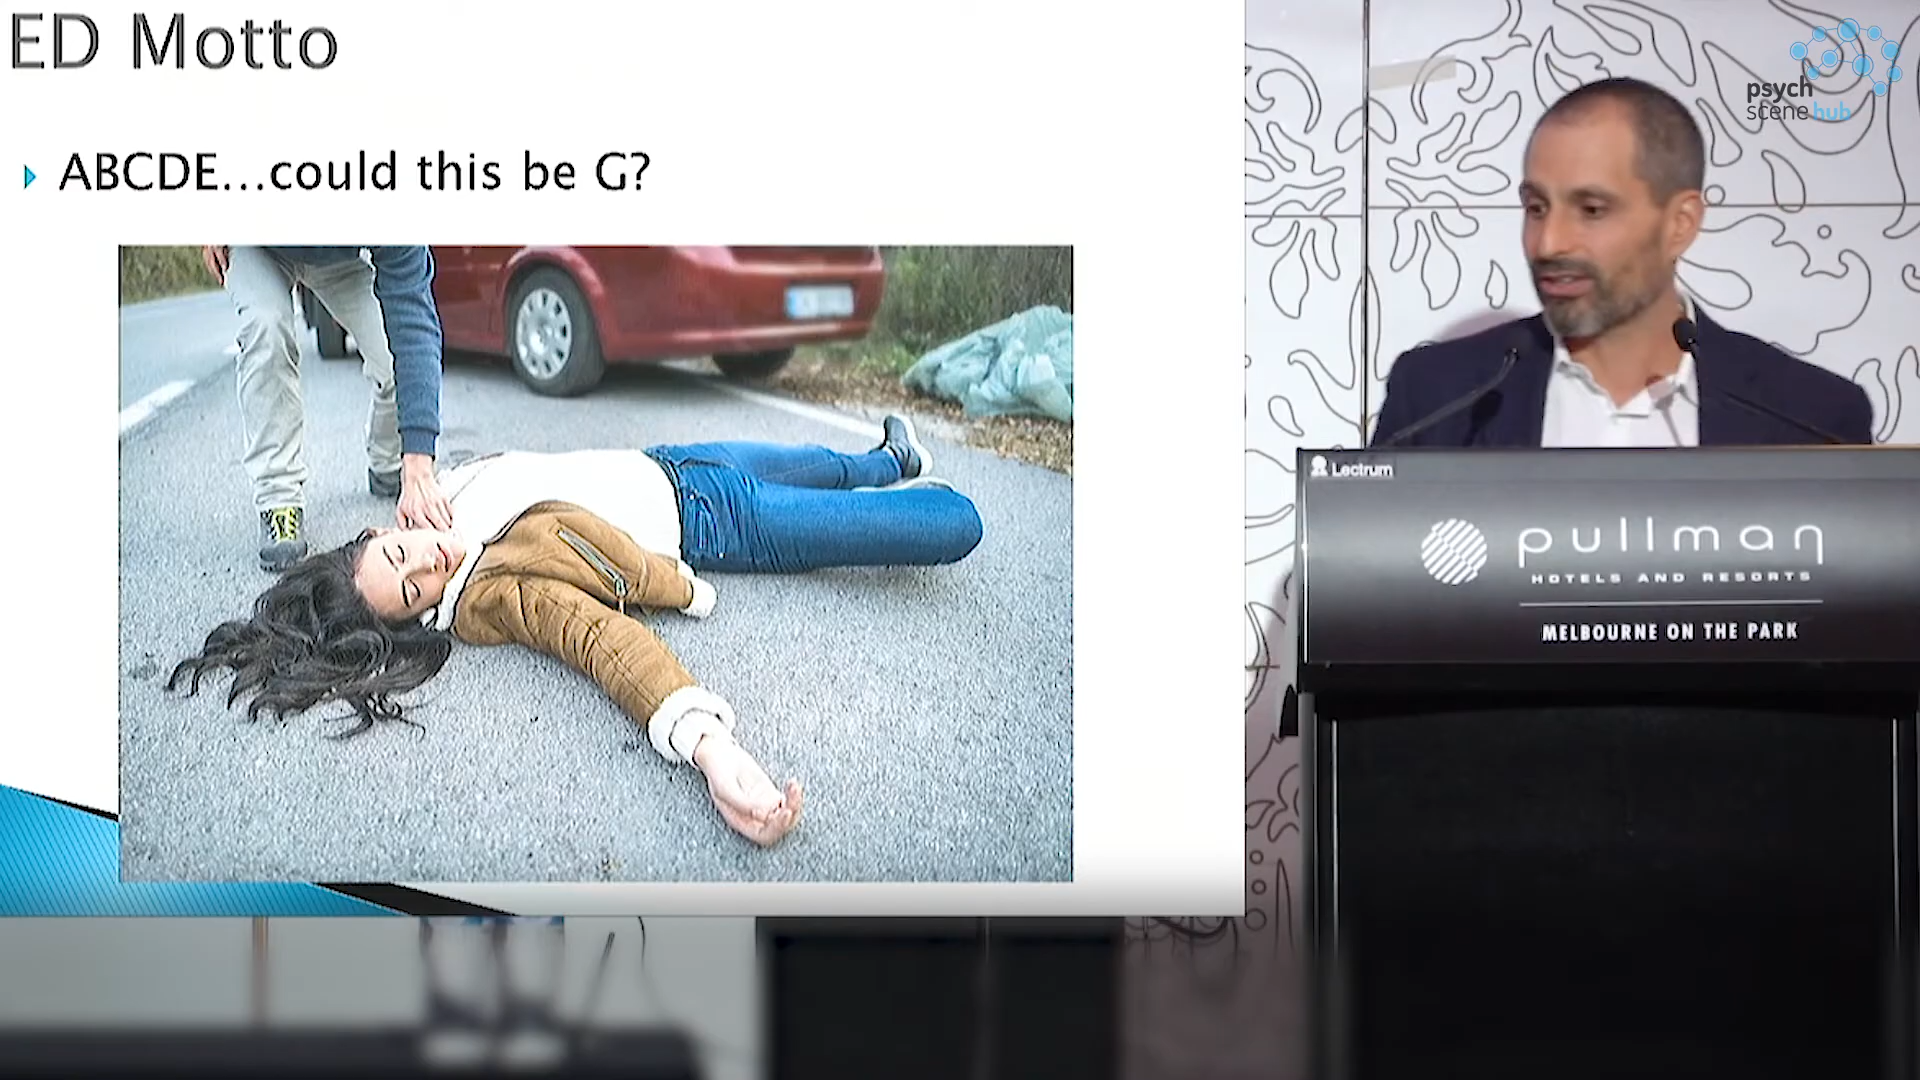 ED Motto
ABCDE...could this be G?
psych
scene hub
Lectrum
pullman
HOTELS AND RESORTS
MELBOURNE ON THE PARK